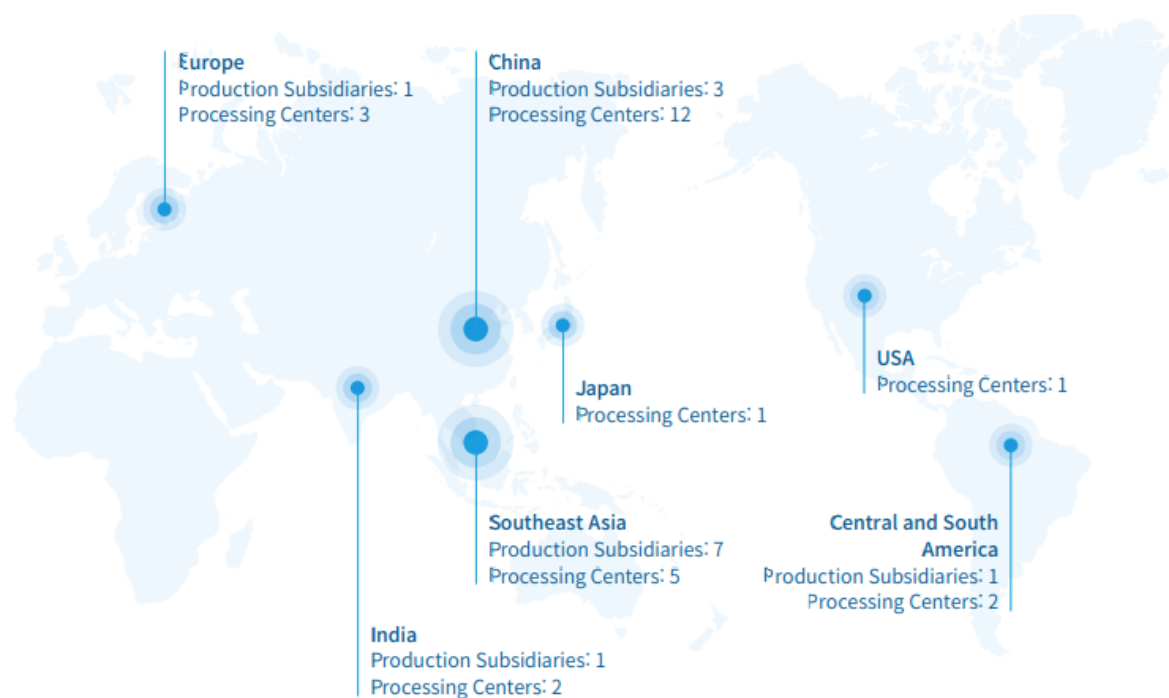 Europe
Production Subsidiaries: 1
Processing Centers: 3
China
Production Subsidiaries: 3
Processing Centers: 12
Japan
Processing Centers: 1
USA
Processing Centers: 1
Southeast Asia
Production Subsidiaries: 7
Processing Centers: 5
Central and South
America
Production Subsidiaries: 1
Processing Centers: 2
India
Production Subsidiaries: 1
Processing Centers: 2